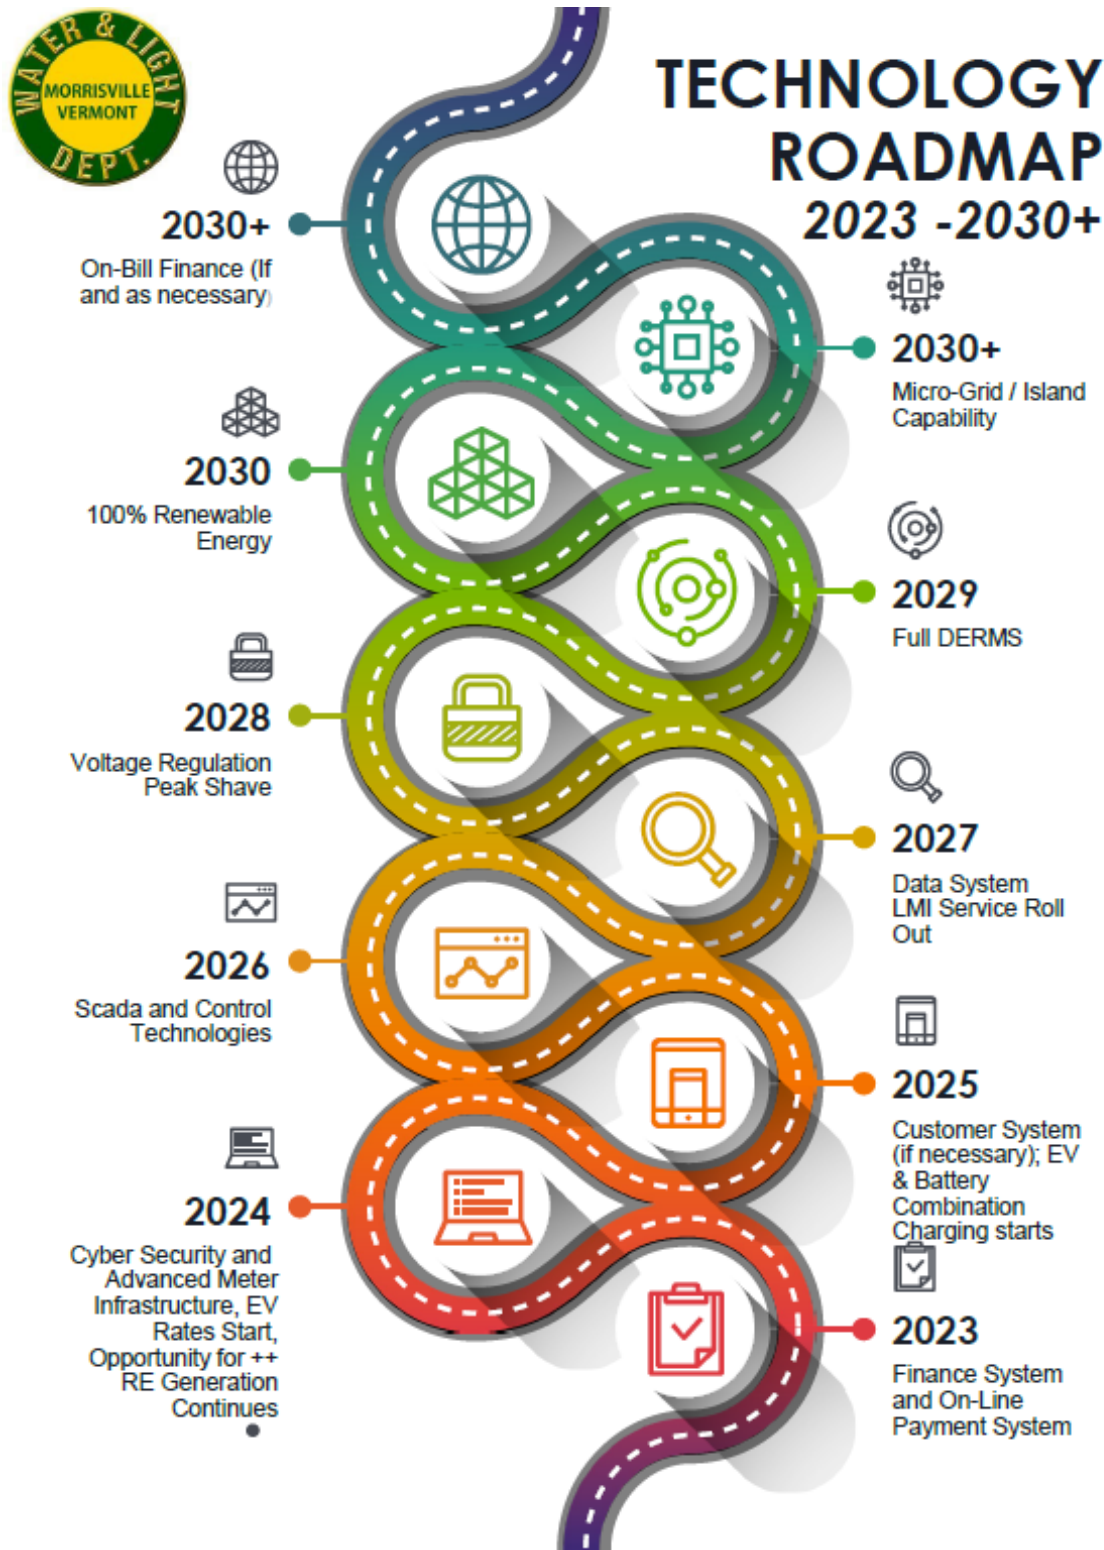 WATER & LIGHT
MORRISVILLE
VERMONT
DEPT.
TECHNOLOGY
ROADMAP
2023 -2030+
2030+
On-Bill Finance (If
and as necessary)
2030+
Micro-Grid / Island
Capability
2030
100% Renewable
Energy
2029
Full DERMS
2028
Voltage Regulation
Peak Shave
2027
Data System
LMI Service Roll
Out
2026
Scada and Control
Technologies
2025
Customer System
(if necessary); EV
& Battery
Combination
Charging starts
2024
Cyber Security and
Advanced Meter
Infrastructure, EV
Rates Start,
Opportunity for ++
RE Generation
Continues
2023
Finance System
and On-Line
Payment System